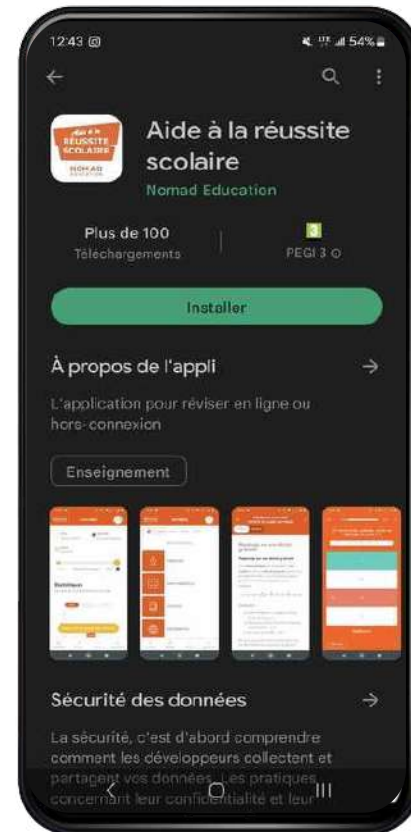 12:43
LTE 54%
Aide à la
RÉUSSITE
SCOLAIRE
NOMAD
EDUCATION
Aide à la réussite
scolaire
Nomad Education
Plus de 100
Téléchargements
3
PEGI 3
Installer
À propos de l'appli
L'application pour réviser en ligne ou
hors-connexion
Enseignement
Sécurité des données
La sécurité, c'est d'abord comprendre
comment les développeurs collectent et
partagent vos données. Les pratiques
concernant leur confidentialité et leur